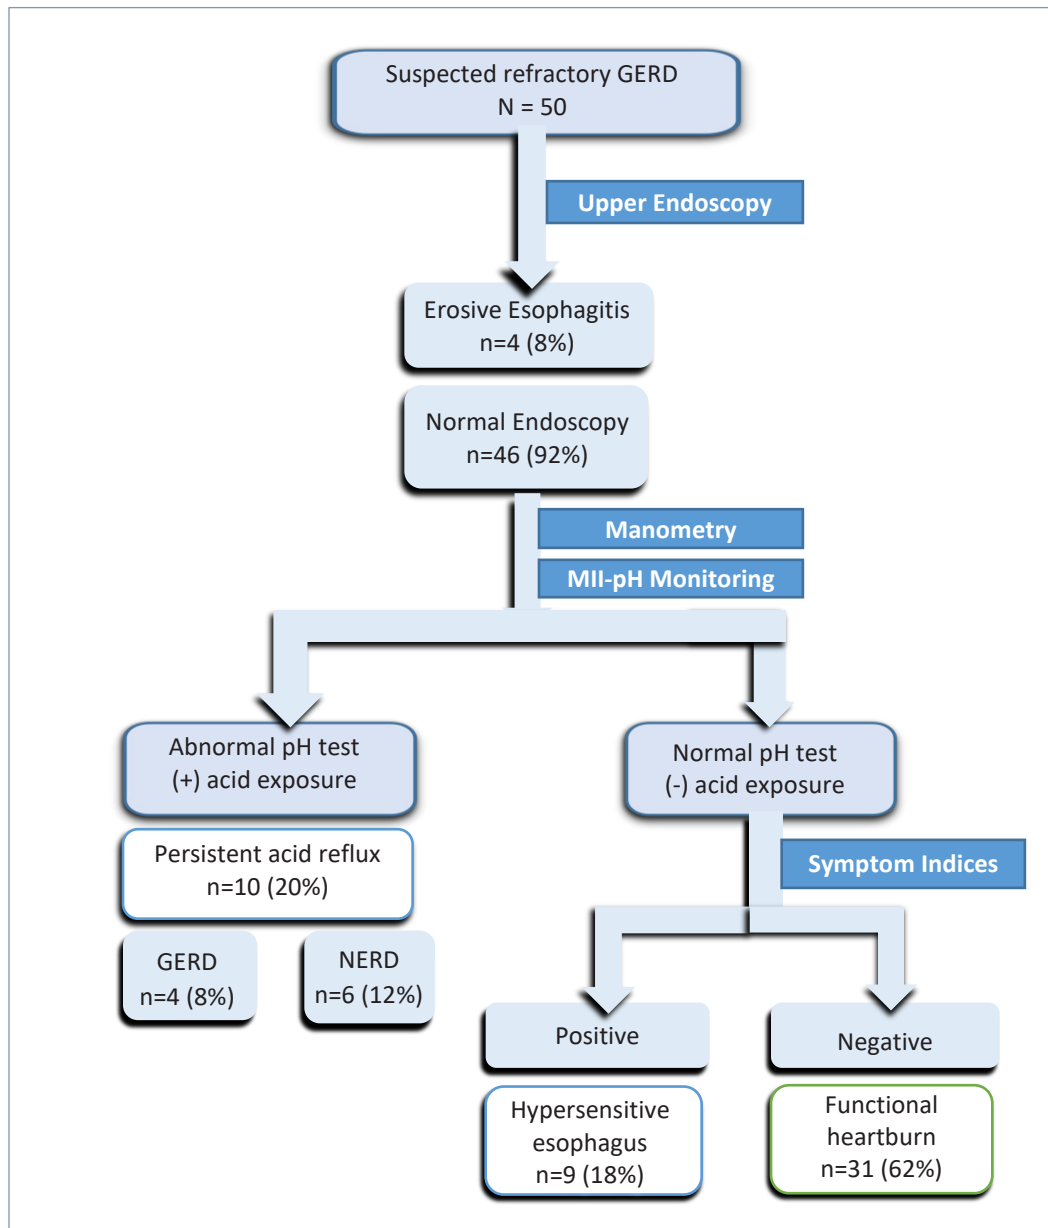 Suspected refractory GERD
N = 50
Upper Endoscopy
Erosive Esophagitis
n=4 (8%)
Normal Endoscopy
n=46 (92%)
Manometry
MII-pH Monitoring
Abnormal pH test
(+) acid exposure
Persistent acid reflux
n=10 (20%)
GERD
n=4 (8%)
NERD
n=6 (12%)
Normal pH test
(-) acid exposure
Symptom Indices
Positive
Hypersensitive
esophagus
n=9 (18%)
Negative
Functional
heartburn
n=31 (62%)